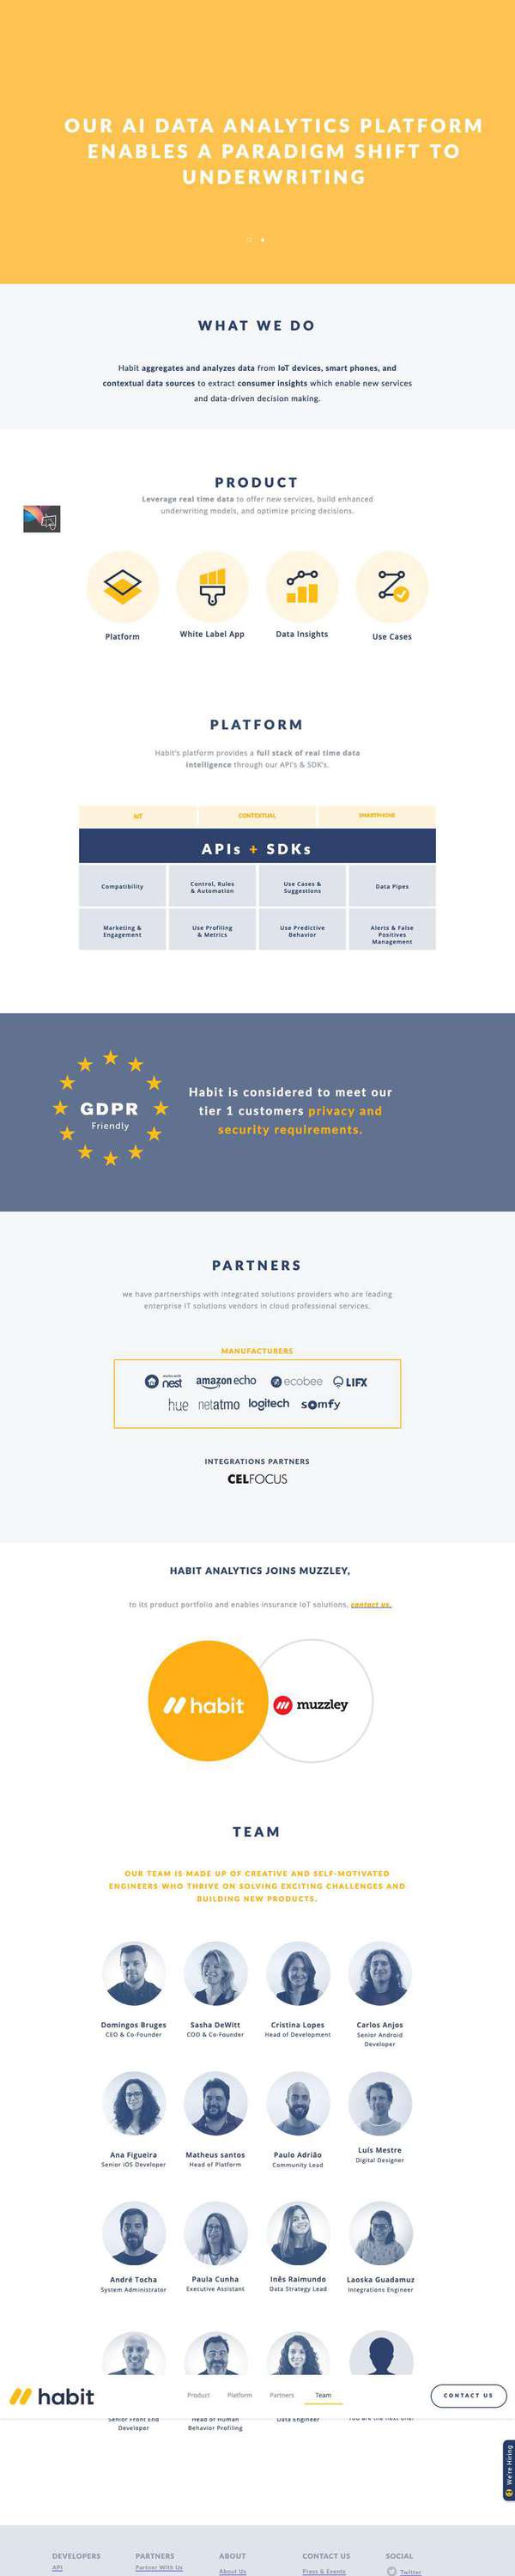 OUR AI DATA ANALYTICS PLATFORM
ENABLES A PARADIGM SHIFT TO
UNDERWRITING
WHAT WE DO
Habit aggregates and analyzes data from IoT devices, smart phones, and
contextual data sources to extract consumer insights which enable new services
and data-driven decision making.
PRODUCT
Leverage real time data to offer new services, build enhanced
underwriting models, and optimize pricing decisions.
Platform
White Label App
Data Insights
Use Cases
PLATFORM
Habit's platform provides a full stack of real time data
intelligence through our API's & SDK's.
IoT
CONTEXTUAL
SMARTPHONE
APIs + SDKs
Compatibility
Control, Rules
& Automation
Use Cases &
Suggestions
Data Pipes
Marketing &
Engagement
Use Profiling
& Metrics
Use Predictive
Behavior
Alerts & False
Positives
Management
GDPR
Friendly
Habit is considered to meet our
tier 1 customers privacy and
security requirements.
PARTNERS
we have partnerships with integrated solutions providers who are leading
enterprise IT solutions vendors in cloud professional services.
MANUFACTURERS
works with
nest
amazon echo
ecobee
LIFX
hue
netatmo
logitech
somfy
INTEGRATIONS PARTNERS
CELFOCUS
HABIT ANALYTICS JOINS MUZZLEY,
to its product portfolio and enables insurance IoT solutions, contact us.
habit
muzzley
TEAM
OUR TEAM IS MADE UP OF CREATIVE AND SELF-MOTIVATED
ENGINEERS WHO THRIVE ON SOLVING EXCITING CHALLENGES AND
BUILDING NEW PRODUCTS.
Domingos Bruges
CEO & Co-Founder
Sasha DeWitt
COO & Co-Founder
Cristina Lopes
Head of Development
Carlos Anjos
Senior Android
Developer
Ana Figueira
Senior iOS Developer
Matheus santos
Head of Platform
Paulo Adrião
Community Lead
Luís Mestre
Digital Designer
André Tocha
System Administrator
Paula Cunha
Executive Assistant
Inês Raimundo
Data Strategy Lead
Laoska Guadamuz
Integrations Engineer
habit
Product
Platform
Partners
Team
CONTACT US
Senior Front End
Developer
Head of Human
Behavior Profiling
Data Engineer
You are the next one!
We're Hiring
DEVELOPERS
API
PARTNERS
Partner With Us
ABOUT
About Us
CONTACT US
Press & Events
SOCIAL
Twitter